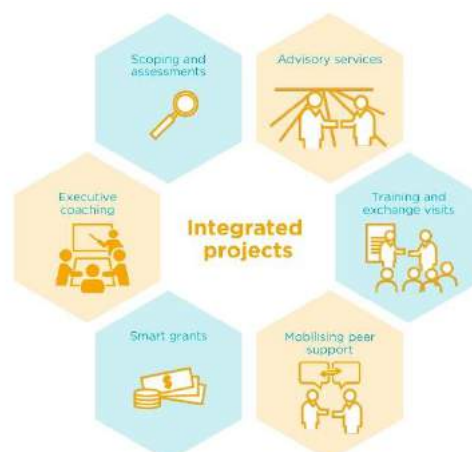 Scoping and
assessments
Advisory services
Executive
coaching
Integrated
projects
Training and
exchange visits
Smart grants
Mobilising peer
support
$